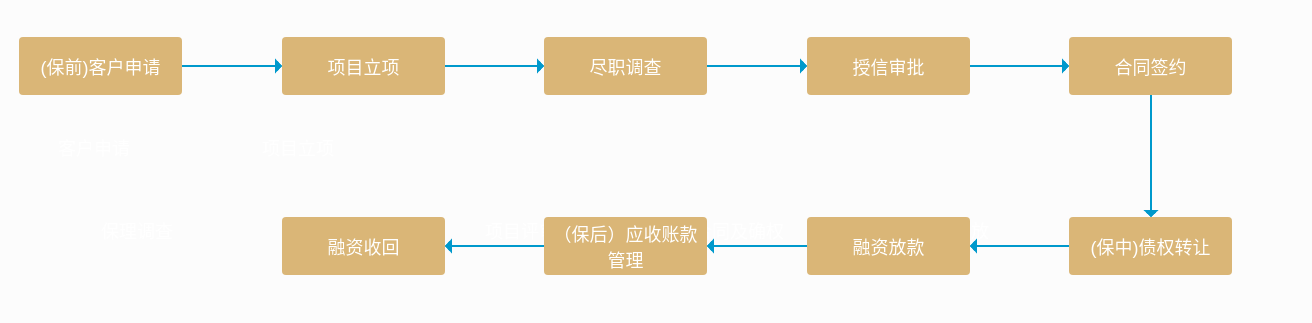 (保前)客户申请
项目立项
尽职调查
授信审批
合同签约
融资收回
（保后）应收账款
管理
融资放款
(保中)债权转让